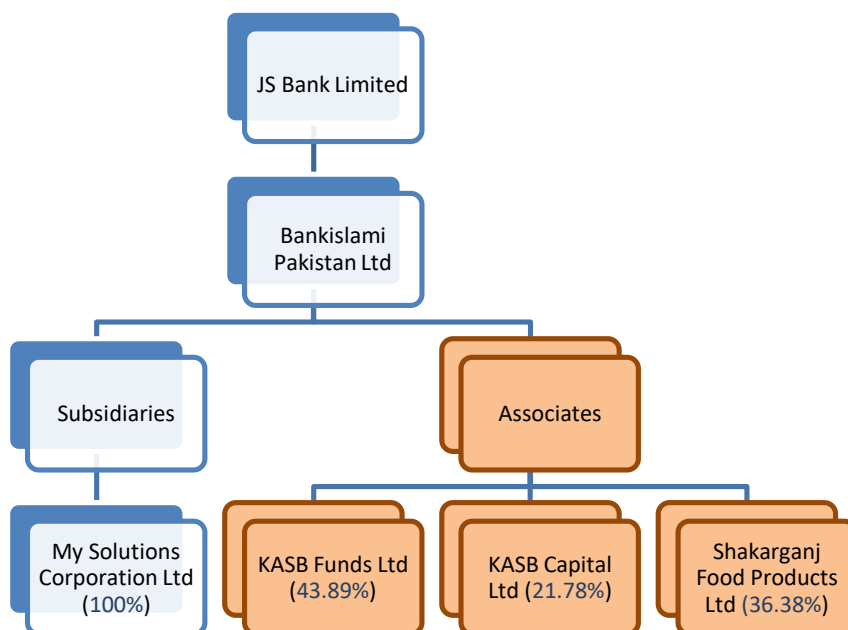 JS Bank Limited
Bankislami
Pakistan Ltd
Subsidiaries
Associates
My Solutions
Corporation Ltd
(100%)
KASB Funds Ltd
(43.89%)
KASB Capital
Ltd (21.78%)
Shakarganj
Food Products
Ltd (36.38%)